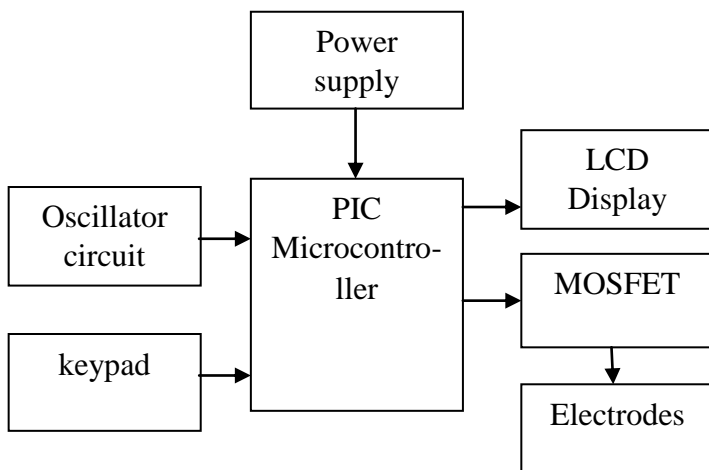 Power
supply
LCD
Display
Oscillator
circuit
PIC
Microcontro-
ller
MOSFET
keypad
Electrodes